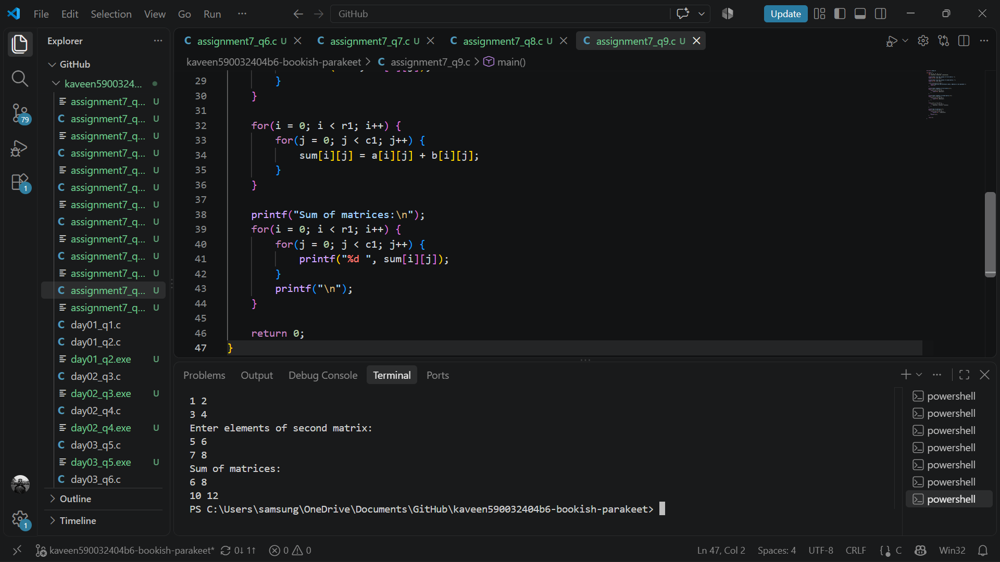 File Edit Selection View Go Run ··· GitHub Update
Explorer ···
GitHub
kaveen5900324...
assignment7_q... U
C assignment7_q... U
assignment7_q... U
C assignment7_q... U
assignment7_q... U
C assignment7_q... U
assignment7_q... U
C assignment7_q... U
assignment7_q... U
C assignment7_q... U
assignment7_q... U
C assignment7_q... U
assignment7_q... U
C day01_q1.c
C day01_q2.c
day01_q2.exe U
C day02_q3.c
day02_q3.exe U
C day02_q4.c
day02_q4.exe U
C day03_q5.c
day03_q5.exe U
C day03_q6.c
Outline
Timeline
79
1
1
C assignment7_q6.c U C assignment7_q7.c U C assignment7_q8.c U C assignment7_q9.c U
kaveen590032404b6-bookish-parakeet > C assignment7_q9.c > main()
29 }
30 }
31
32 for(i = 0; i < r1; i++) {
33 for(j = 0; j < c1; j++) {
34 sum[i][j] = a[i][j] + b[i][j];
35 }
36 }
37
38 printf("Sum of matrices:\n");
39 for(i = 0; i < r1; i++) {
40 for(j = 0; j < c1; j++) {
41 printf("%d ", sum[i][j]);
42 }
43 printf("\n");
44 }
45
46 return 0;
47 }
Problems Output Debug Console Terminal Ports
1 2
3 4
Enter elements of second matrix:
5 6
7 8
Sum of matrices:
6 8
10 12
PS C:\Users\samsung\OneDrive\Documents\GitHub\kaveen590032404b6-bookish-parakeet>
powershell
powershell
powershell
powershell
powershell
powershell
powershell
kaveen590032404b6-bookish-parakeet* 0↓ 1↑ 0 0 Ln 47, Col 2 Spaces: 4 UTF-8 CRLF {} C Win32